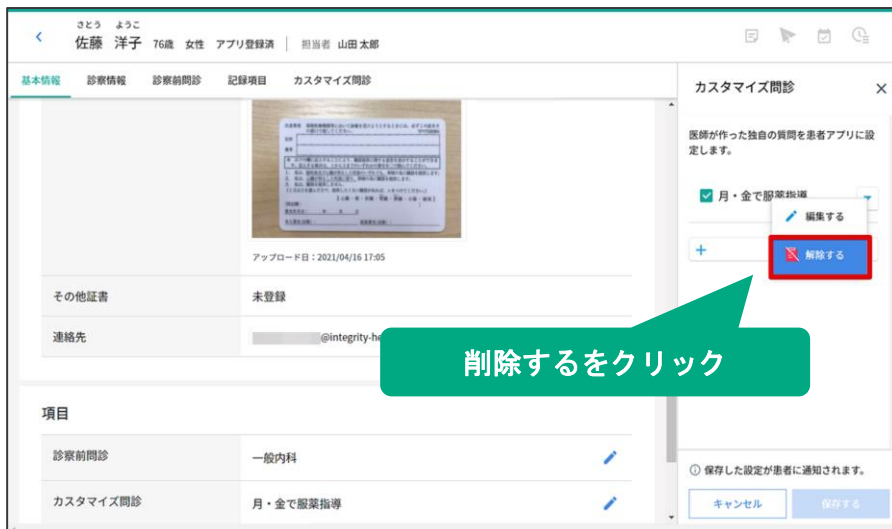 さとう ようこ
佐藤 洋子 76歳 女性 アプリ登録済 担当者 山田 太郎
基本情報 診察情報 診察前問診 記録項目 カスタマイズ問診
アップロード日：2021/04/16 17:05
その他証書 未登録
連絡先 @integrity-he
項目
診察前問診 一般内科
カスタマイズ問診 月・金で服薬指導
カスタマイズ問診
医師が作った独自の質問を患者アプリに設
定します。
月・金で服薬指導
編集する
解除する
削除するをクリック
保存した設定が患者に通知されます。
キャンセル 保存する